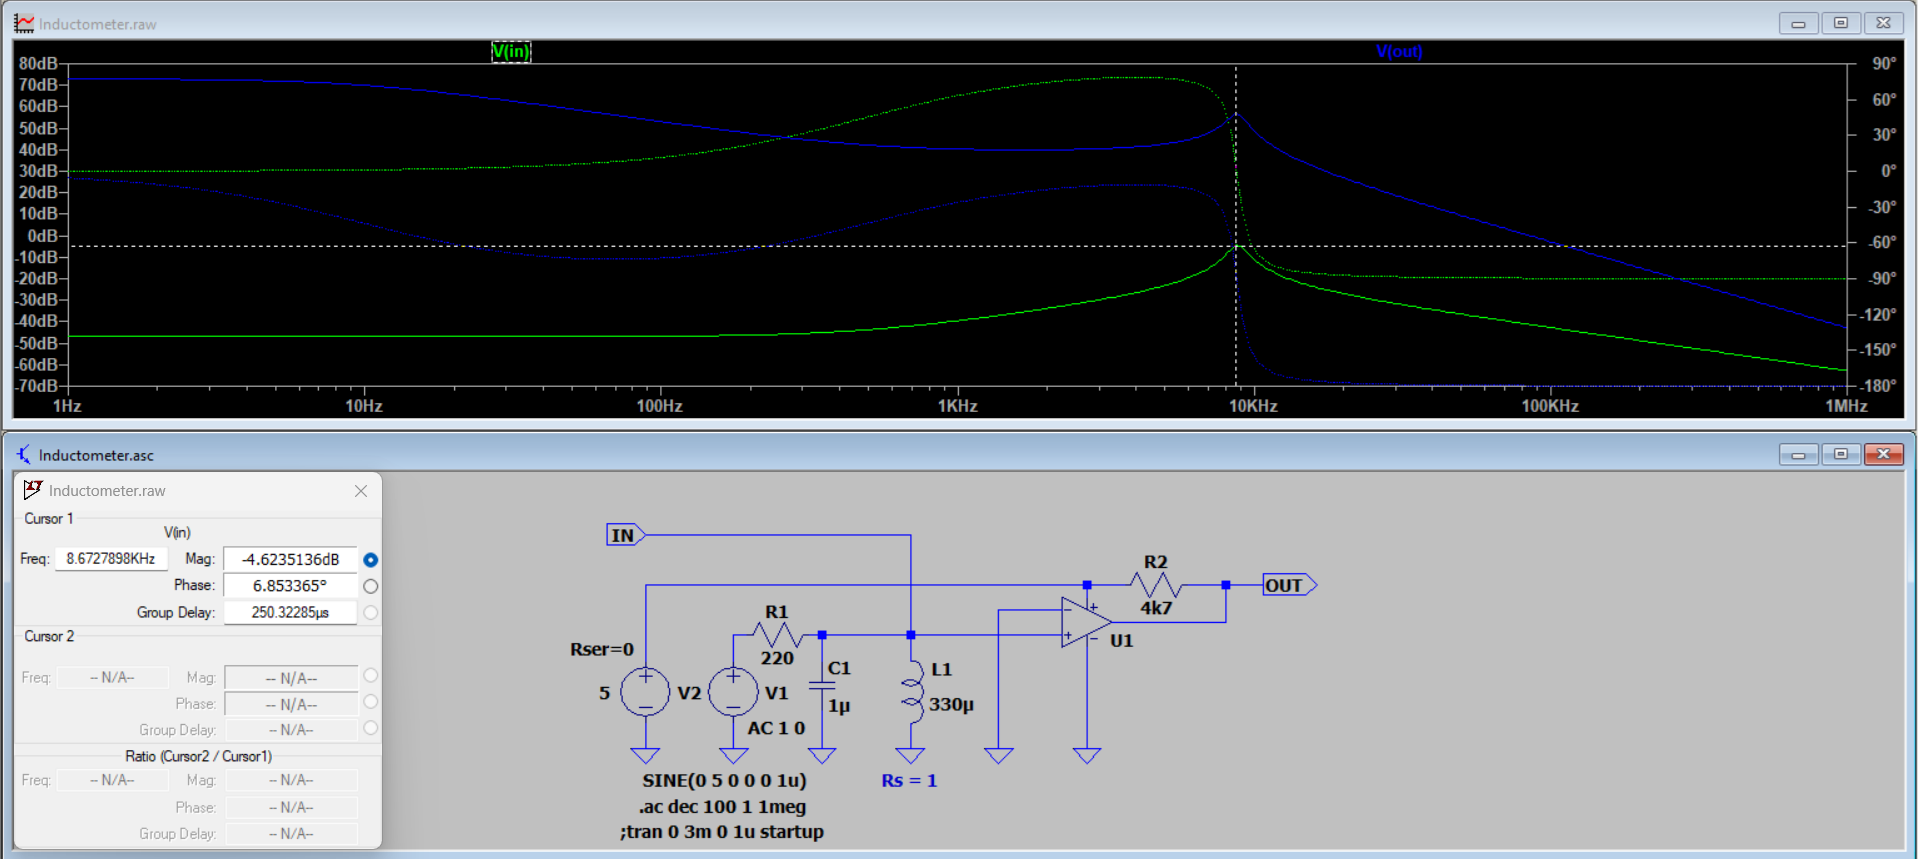 Inductometer.raw
V(in) V(out)
80dB 90°
70dB
60dB 60°
50dB
40dB 30°
30dB 0°
20dB
10dB -30°
0dB
-10dB -60°
-20dB -90°
-30dB
-40dB -120°
-50dB -150°
-60dB
-70dB -180°
1Hz 10Hz 100Hz 1KHz 10KHz 100KHz 1MHz
Inductometer.asc
Inductometer.raw
Cursor 1
V(in)
Freq: 8.6727898KHz Mag: -4.6235136dB
Phase: 6.853365°
Group Delay: 250.32285µs
Cursor 2
Freq: -- N/A-- Mag: -- N/A--
Phase: -- N/A--
Group Delay: -- N/A--
Ratio (Cursor2 / Cursor1)
Freq: -- N/A-- Mag: -- N/A--
Phase: -- N/A--
Group Delay: -- N/A--
IN
R2
4k7
OUT
R1
220
U1
Rser=0
5
V2
V1
AC 1 0
C1
1µ
L1
330µ
SINE(0 5 0 0 0 1u)
.ac dec 100 1 1meg
;tran 0 3m 0 1u startup
Rs = 1